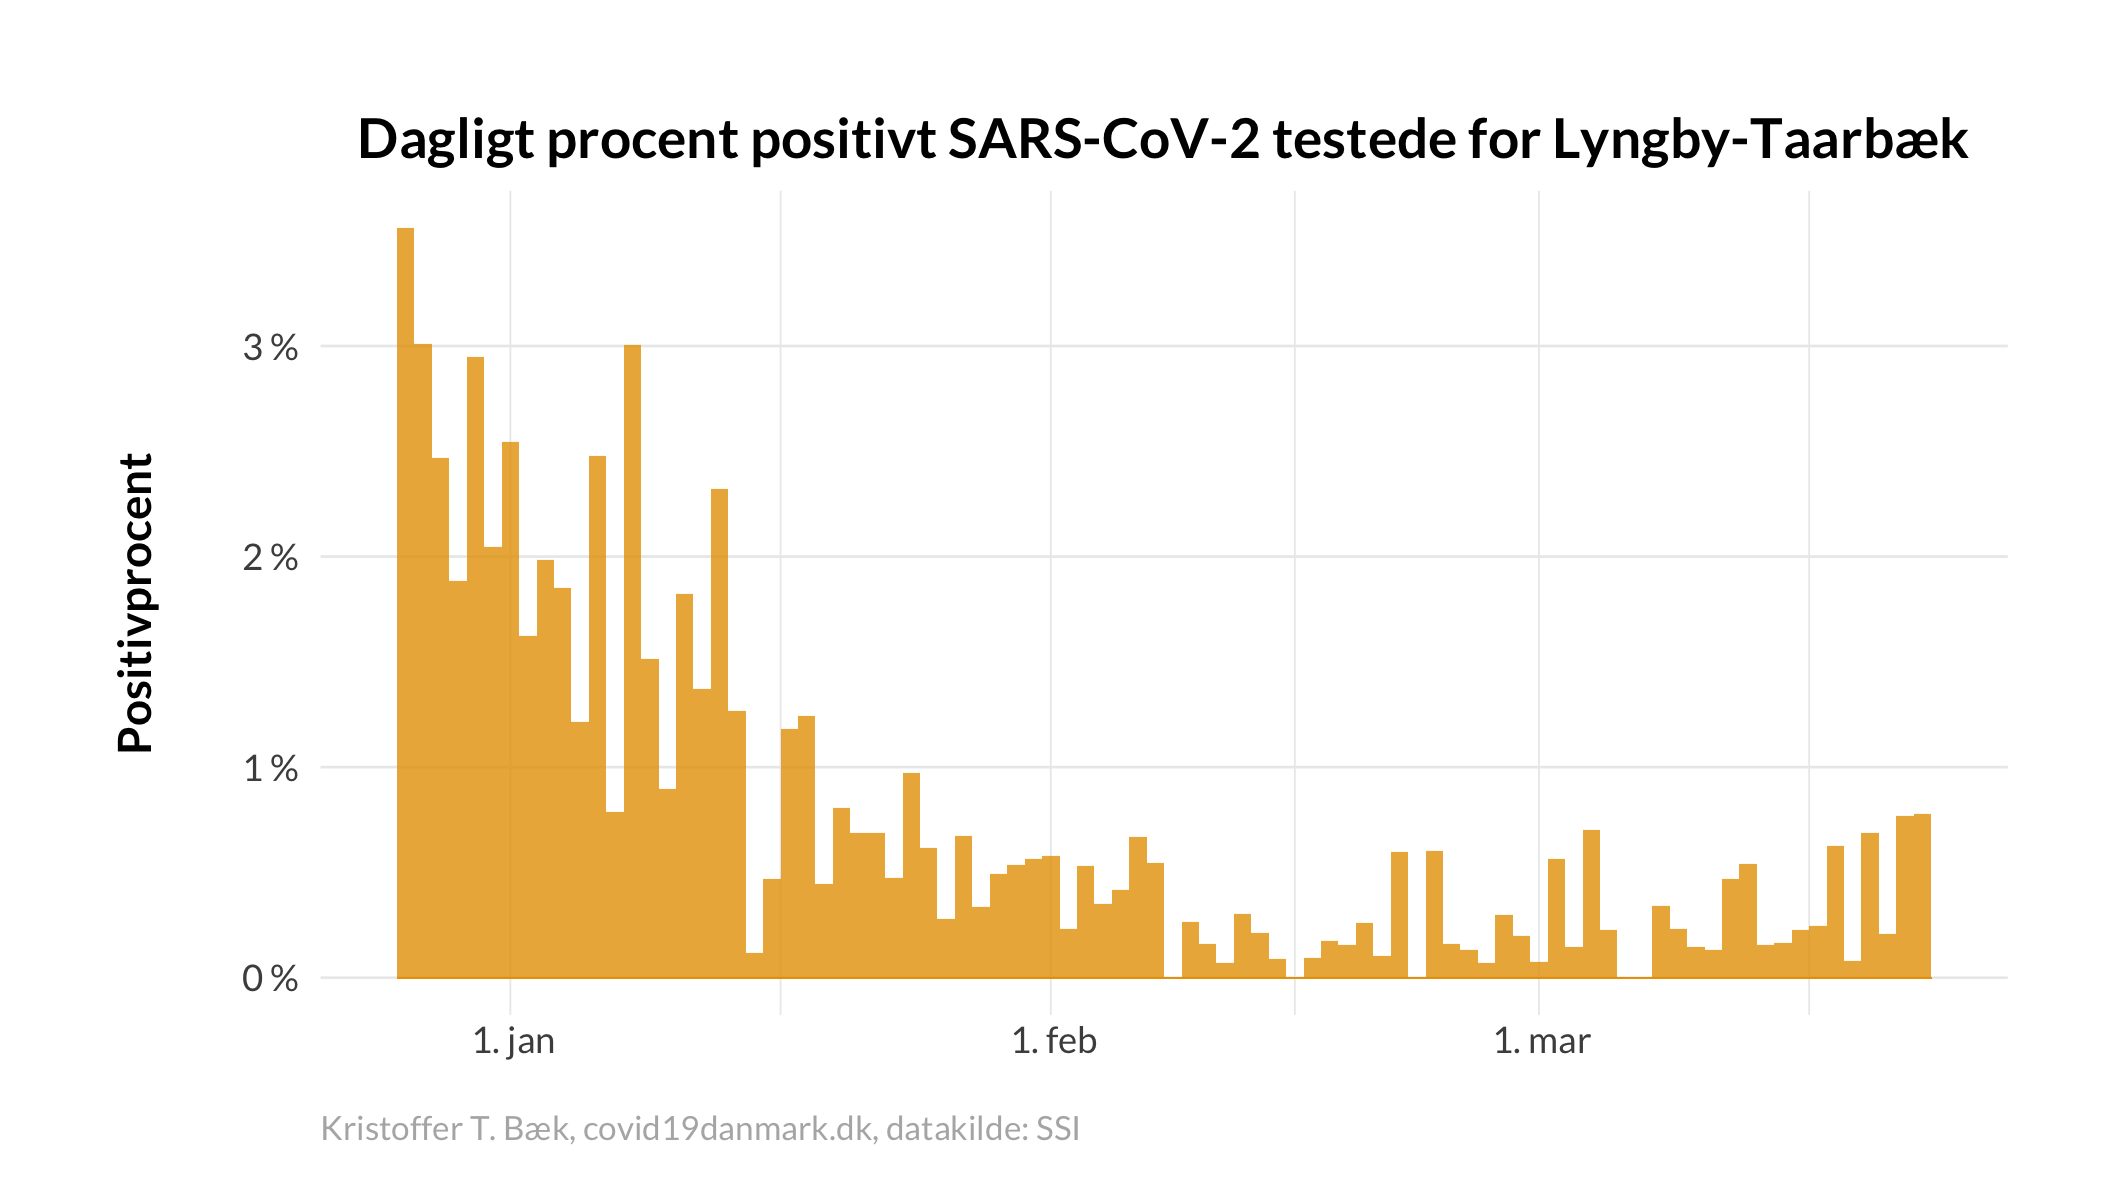 Dagligt procent positivt SARS-CoV-2 testede for Lyngby-Taarbæk
Positivprocent
3 %
2 %
1 %
0 %
1. jan
1. feb
1. mar
Kristoffer T. Bæk, covid19danmark.dk, datakilde: SSI